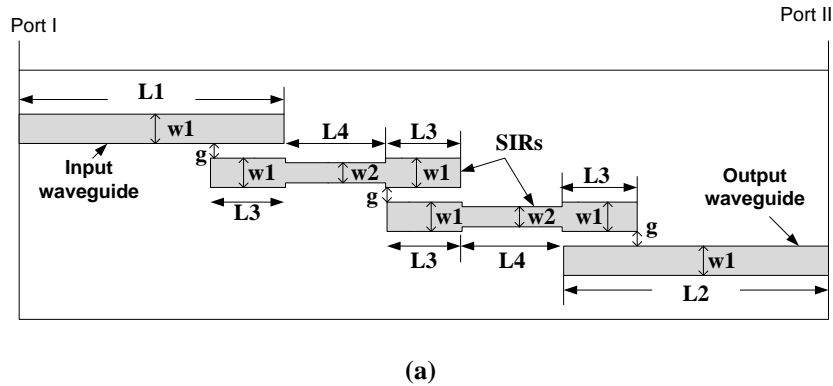 Port I
Port II
L1
w1
Input
waveguide
g
L4
L3
SIRs
w1
w2
w1
L3
g
L3
Output
waveguide
w1
w2
w1
g
L3
L4
w1
L2
(a)